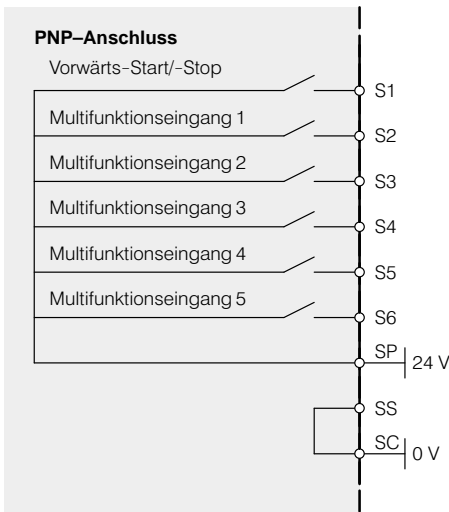 PNP–Anschluss
Vorwärts-Start/-Stop
S1
Multifunktionseingang 1
S2
Multifunktionseingang 2
S3
Multifunktionseingang 3
S4
Multifunktionseingang 4
S5
Multifunktionseingang 5
S6
SP 24 V
SS
SC 0 V